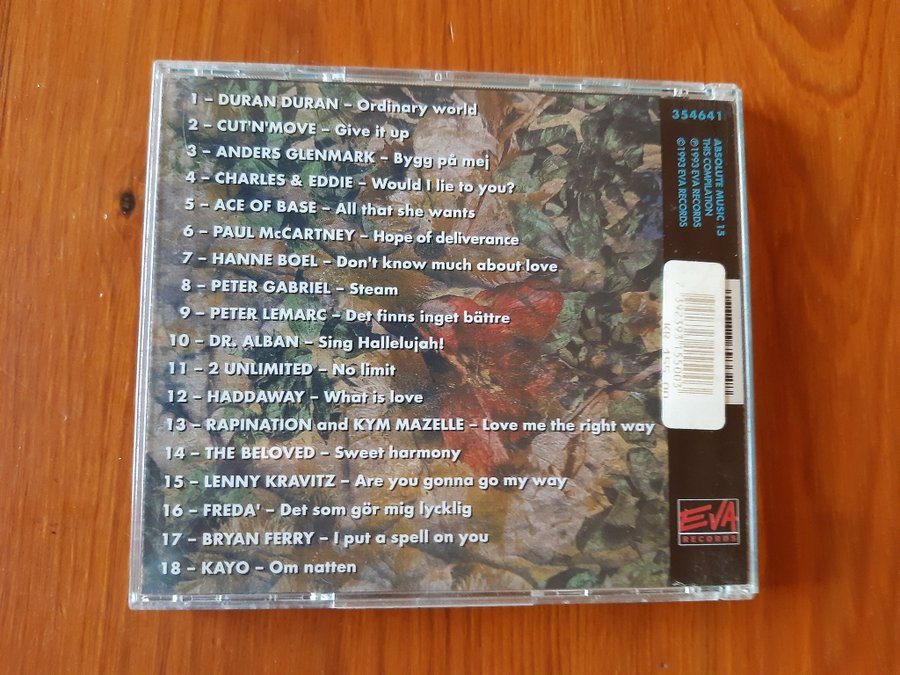 1 – DURAN DURAN – Ordinary world
2 – CUT'N'MOVE – Give it up
3 – ANDERS GLENMARK – Bygg på mej
4 – CHARLES & EDDIE – Would I lie to you?
5 – ACE OF BASE – All that she wants
6 – PAUL McCARTNEY – Hope of deliverance
7 – HANNE BOEL – Don't know much about love
8 – PETER GABRIEL – Steam
9 – PETER LEMARC – Det finns inget bättre
10 – DR. ALBAN – Sing Hallelujah!
11 – 2 UNLIMITED – No limit
12 – HADDAWAY – What is love
13 – RAPINATION and KYM MAZELLE – Love me the right way
14 – THE BELOVED – Sweet harmony
15 – LENNY KRAVITZ – Are you gonna go my way
16 – FREDA' – Det som gör mig lycklig
17 – BRYAN FERRY – I put a spell on you
18 – KAYO – Om natten
354641
ABSOLUTE MUSIC 15
THIS COMPILATION
℗ 1993 EVA RECORDS
© 1993 EVA RECORDS
EVA
RECORDS